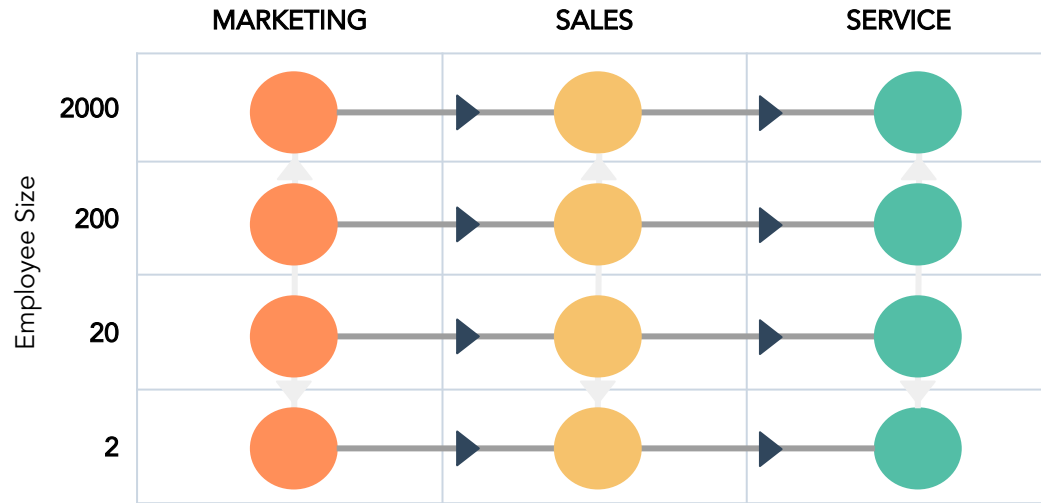 MARKETING
SALES
SERVICE
Employee Size
2000
200
20
2